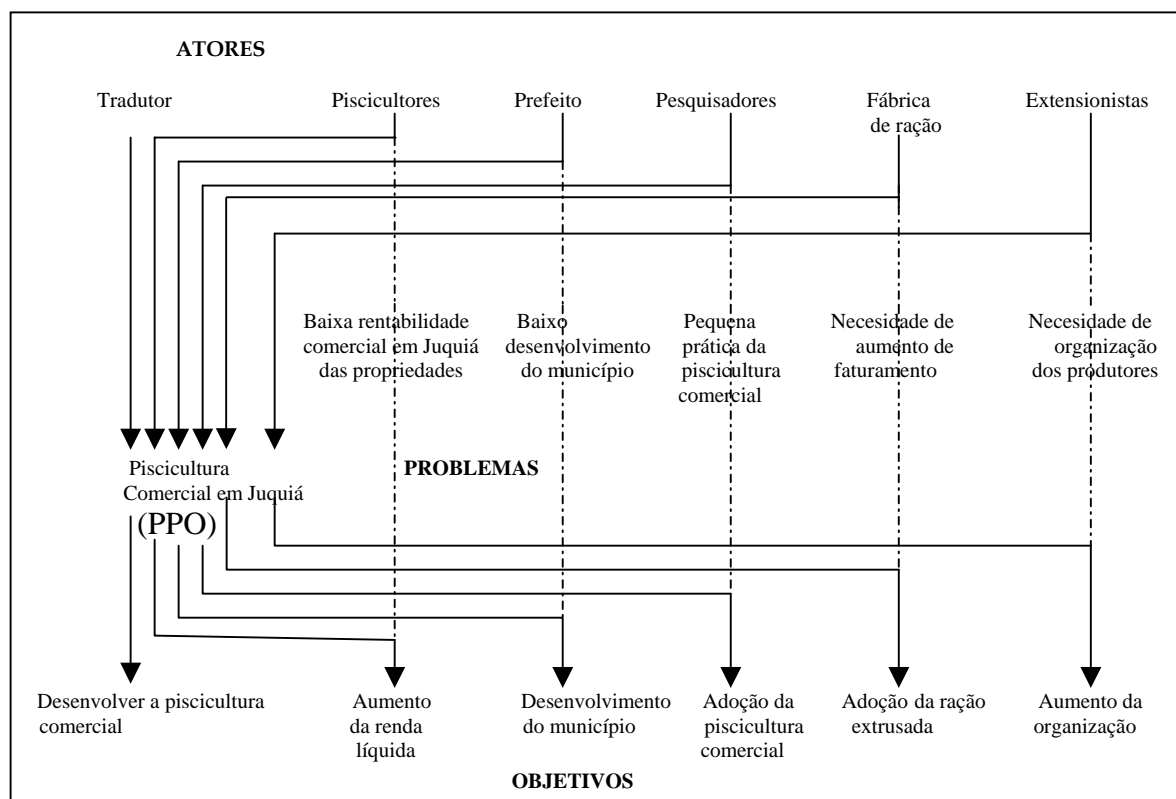 ATORES
Tradutor
Piscicultores
Prefeito
Pesquisadores
Fábrica
de ração
Extensionistas
Baixa rentabilidade
comercial em Juquiá
das propriedades
Baixo
desenvolvimento
do município
Pequena
prática da
piscicultura
comercial
Necesidade de
aumento de
faturamento
Necesidade de
organização
dos produtores
Piscicultura
Comercial em Juquiá
(PPO)
PROBLEMAS
Desenvolver a piscicultura
comercial
Aumento
da renda
líquida
Desenvolvimento
do município
Adoção da
piscicultura
comercial
Adoção da ração
extrusada
Aumento da
organização
OBJETIVOS